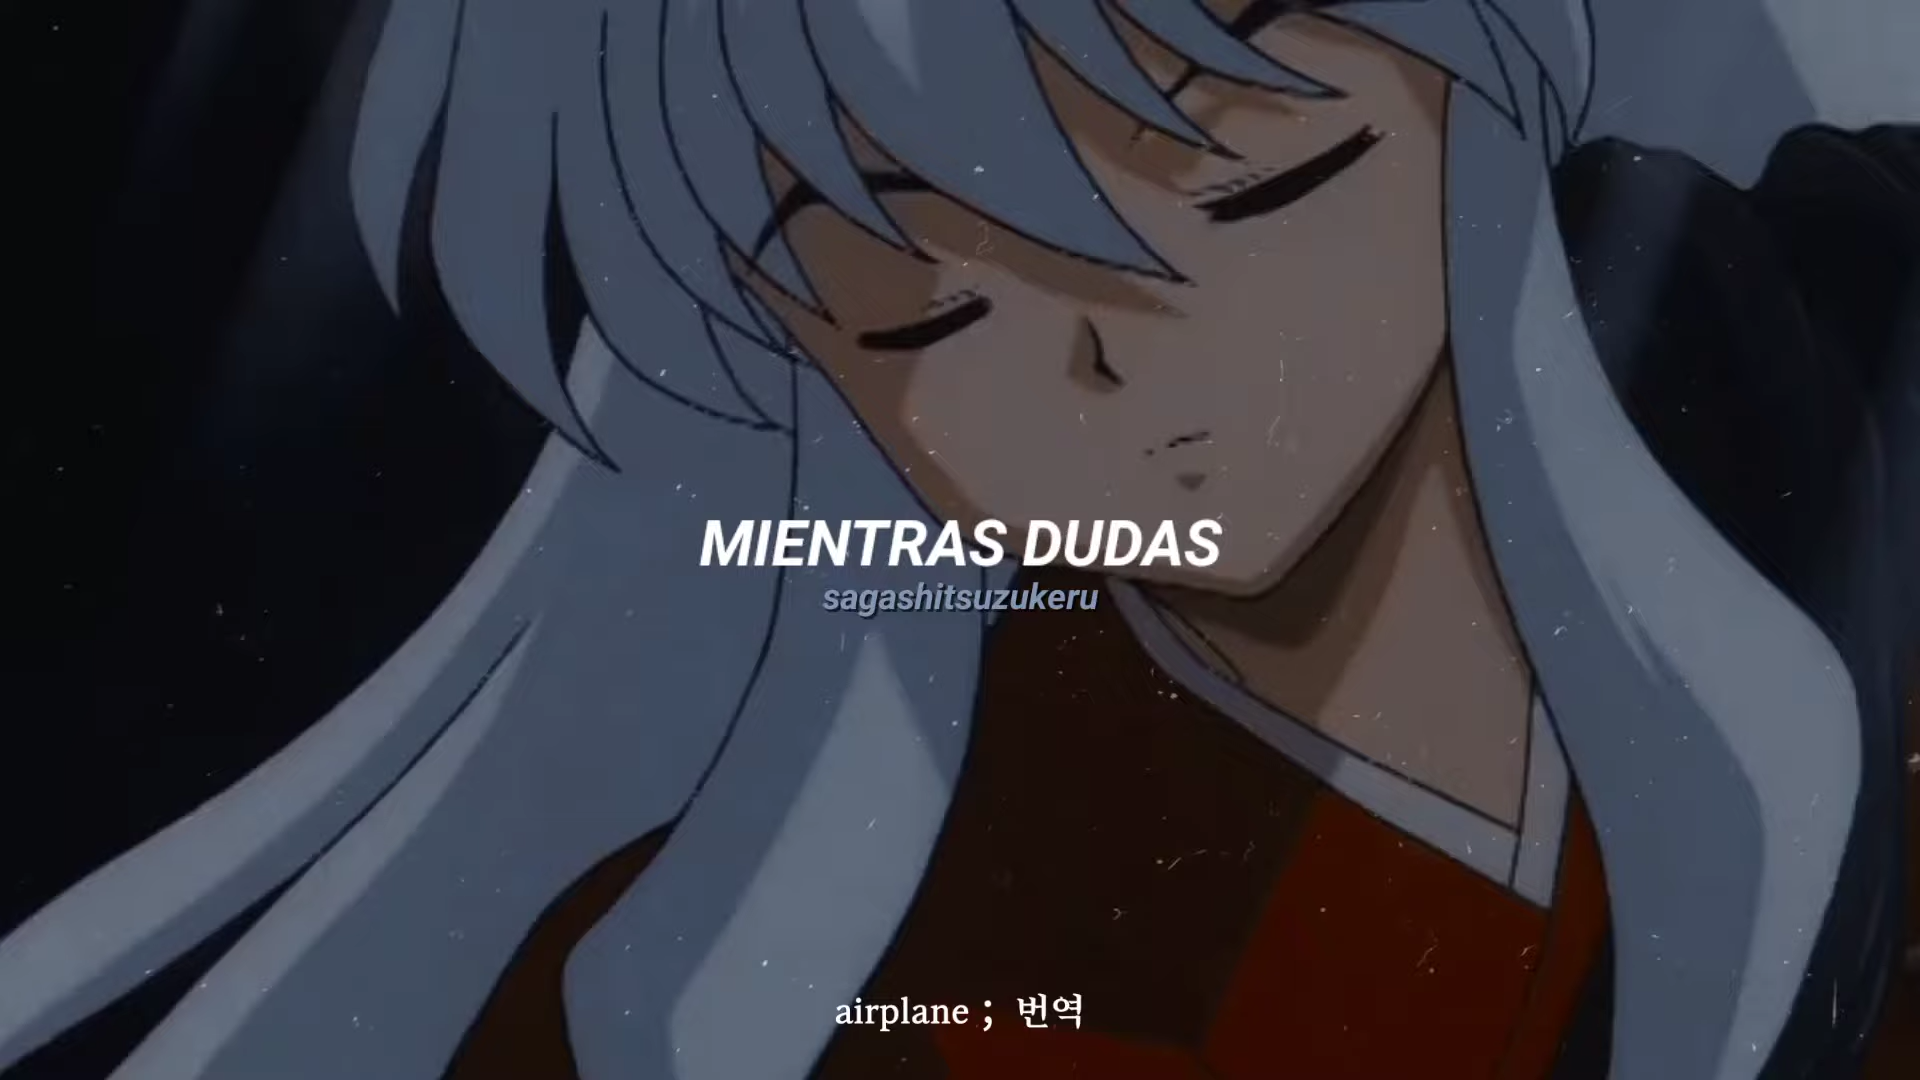 MIENTRAS DUDAS
sagashitsuzukeru
airplane ; 번역